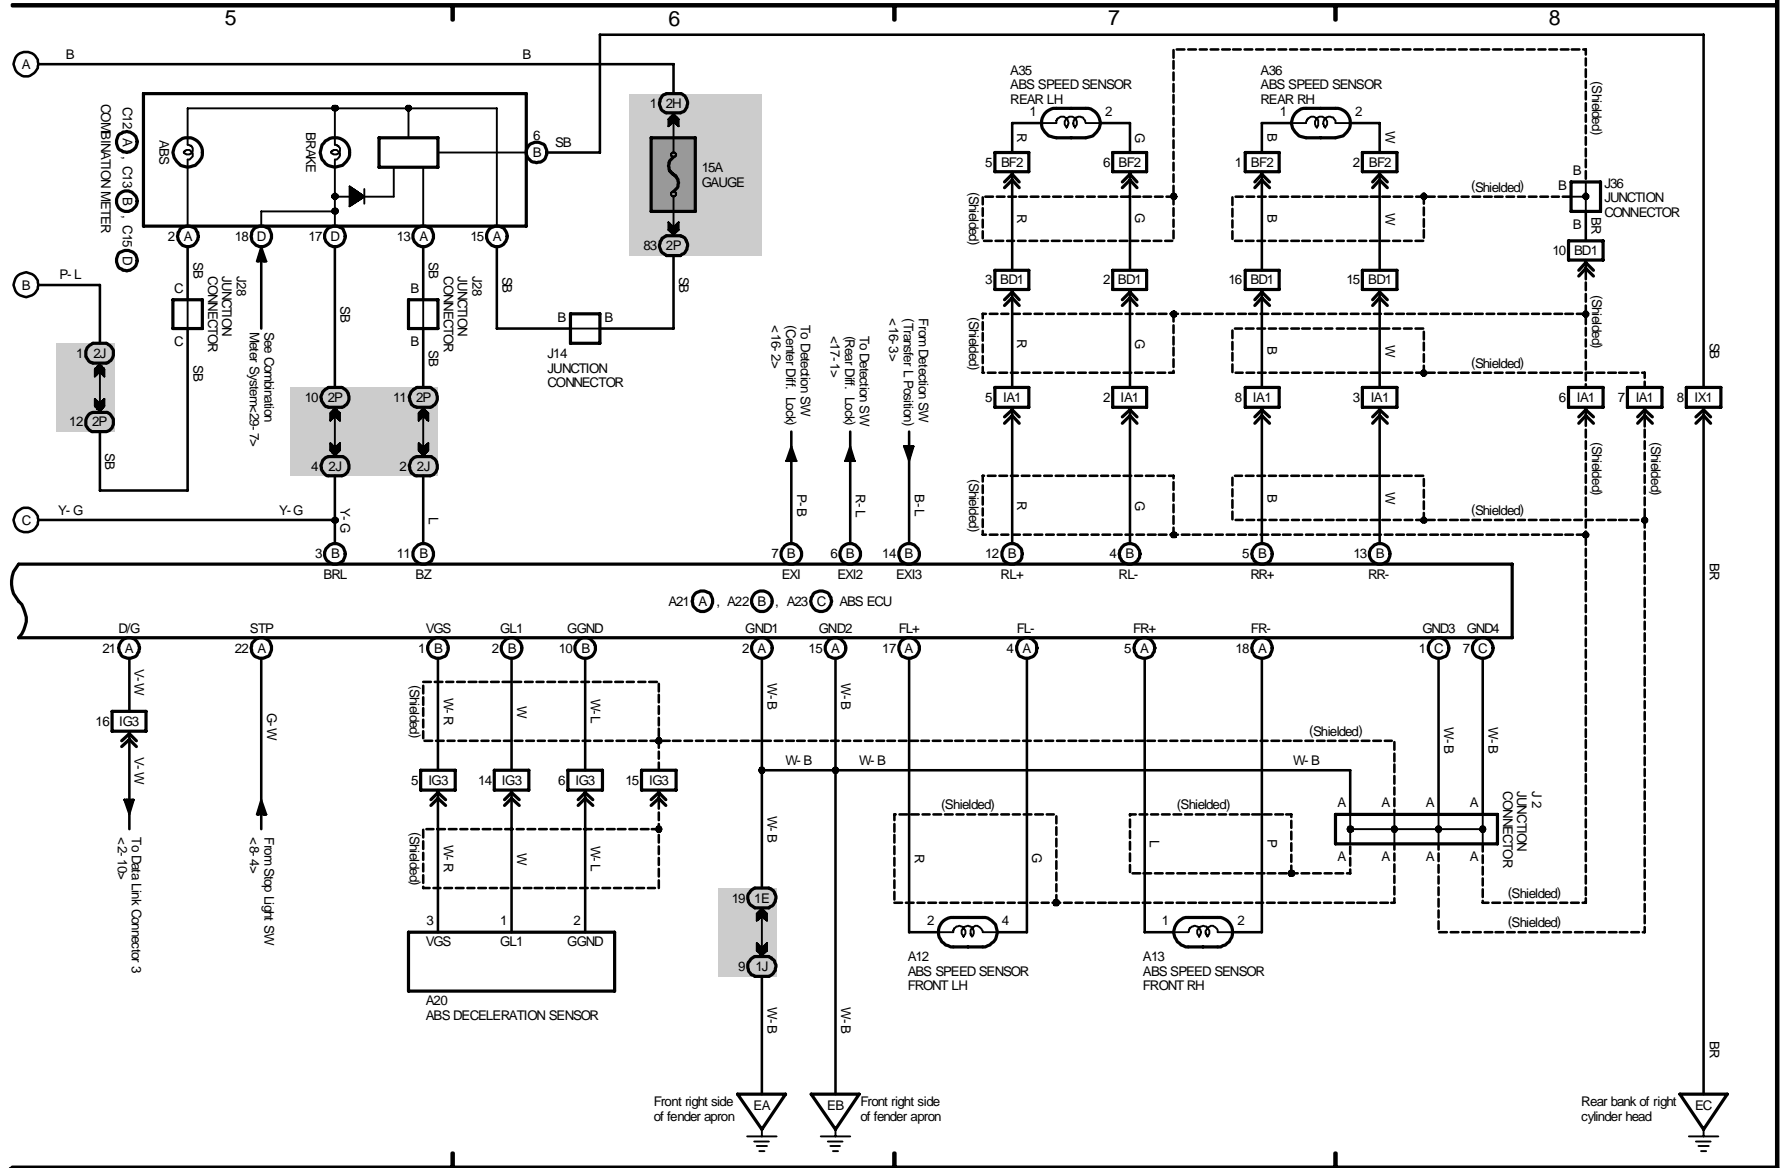 5 6 7 8
A B B
C12 A , C13 B , C15 D
COMBINATION METER
ABS
BRAKE
6 B SB
2 A
18 D
17 D
13 A
15 A
1 2H
15A
GAUGE
83 2P
SB
B P-L
1 2J
12 2P
SB
SB
C
C
SB
J28
JUNCTION
CONNECTOR
See Combination
Meter System<29-7>
SB
SB
B
B
SB
J28
JUNCTION
CONNECTOR
SB
B B
J14
JUNCTION
CONNECTOR
10 2P
11 2P
4 2J
2 2J
C Y-G Y-G
Y-G
L
To Detection SW
(Center Diff. Lock)
<16-2>
To Detection SW
(Rear Diff. Lock)
<17-1>
From Detection SW
(Transfer L Position)
<16-3>
P-B
R-L
B-L
A35
ABS SPEED SENSOR
REAR LH
1 2
R G
5 BF2
6 BF2
(Shielded)
R G
3 BD1
2 BD1
(Shielded)
R G
5 IA1
2 IA1
(Shielded)
R G
A36
ABS SPEED SENSOR
REAR RH
1 2
B W
1 BF2
2 BF2
(Shielded)
B W
16 BD1
15 BD1
(Shielded)
B W
8 IA1
3 IA1
(Shielded)
B W
(Shielded)
B
B
B
BR
J36
JUNCTION
CONNECTOR
10 BD1
(Shielded)
6 IA1
7 IA1
8 IX1
SB
(Shielded)
(Shielded)
BR
3 B
11 B
7 B
6 B
14 B
12 B
4 B
5 B
13 B
BRL BZ EXI EXI2 EXI3 RL+ RL- RR+ RR-
A21 A , A22 B , A23 C ABS ECU
D/G STP VGS GL1 GGND GND1 GND2 FL+ FL- FR+ FR- GND3 GND4
21 A
22 A
1 B
2 B
10 B
2 A
15 A
17 A
4 A
5 A
18 A
1 C
7 C
V-W
16 IG3
V-W
To Data Link Connector 3
<2-10>
G-W
From Stop Light SW
<8-4>
(Shielded)
W-R W W-L
5 IG3
14 IG3
6 IG3
15 IG3
(Shielded)
W-R W W-L
3 1 2
VGS GL1 GGND
A20
ABS DECELERATION SENSOR
W-B W-B
W-B W-B W-B
W-B
19 1E
9 1J
W-B
W-B
(Shielded)
(Shielded)
R G
2 4
A12
ABS SPEED SENSOR
FRONT LH
(Shielded)
L P
1 2
A13
ABS SPEED SENSOR
FRONT RH
W-B W-B
A A A A
A A A A
J 2
JUNCTION
CONNECTOR
(Shielded)
(Shielded)
BR
Front right side
of fender apron
EA
EB
Front right side
of fender apron
Rear bank of right
cylinder head
EC